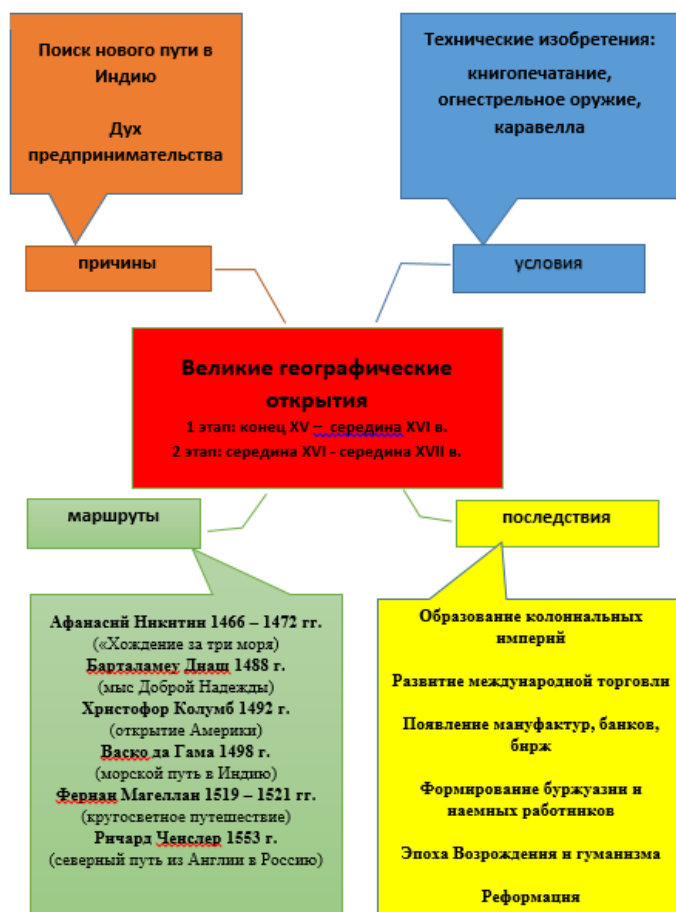 Поиск нового пути в
Индию
Дух
предпринимательства
причины
Технические изобретения:
книгопечатание,
огнестрельное оружие,
каравелла
условия
Великие географические
открытия
1 этап: конец XV – середина XVI в.
2 этап: середина XVI - середина XVII в.
маршруты
Афанасий Никитин 1466 – 1472 гг.
(«Хождение за три моря)
Барталамеу Диаш 1488 г.
(мыс Доброй Надежды)
Христофор Колумб 1492 г.
(открытие Америки)
Васко да Гама 1498 г.
(морской путь в Индию)
Фернан Магеллан 1519 – 1521 гг.
(кругосветное путешествие)
Ричард Ченслер 1553 г.
(северный путь из Англии в Россию)
последствия
Образование колониальных
империй
Развитие международной торговли
Появление мануфактур, банков,
бирж
Формирование буржуазии и
наемных работников
Эпоха Возрождения и гуманизма
Реформация